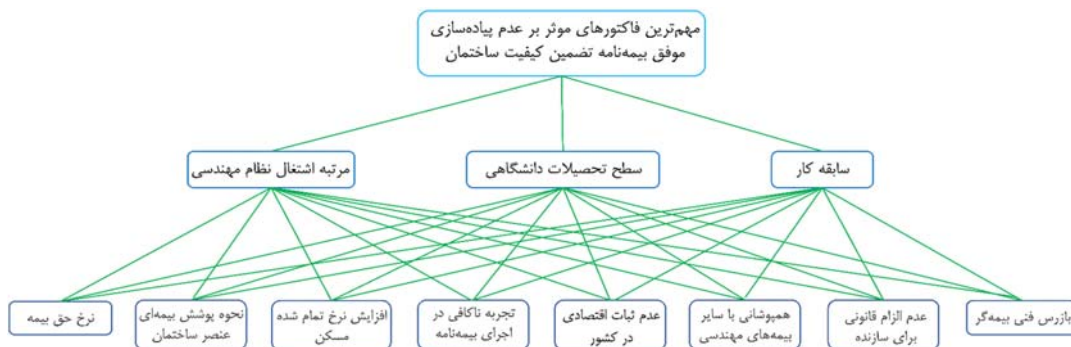 مهم‌ترین فاکتورهای موثر بر عدم پیاده‌سازی
موفق بیمه‌نامه تضمین کیفیت ساختمان
سابقه کار
سطح تحصیلات دانشگاهی
مرتبه اشتغال نظام مهندسی
بازرس فنی بیمه‌گر
عدم الزام قانونی
برای سازنده
همپوشانی با سایر
بیمه‌های مهندسی
عدم ثبات اقتصادی
در کشور
تجربه ناکافی در
اجرای بیمه‌نامه
افزایش نرخ تمام شده
مسکن
نحوه پوشش بیمه‌ای
عنصر ساختمان
نرخ حق بیمه